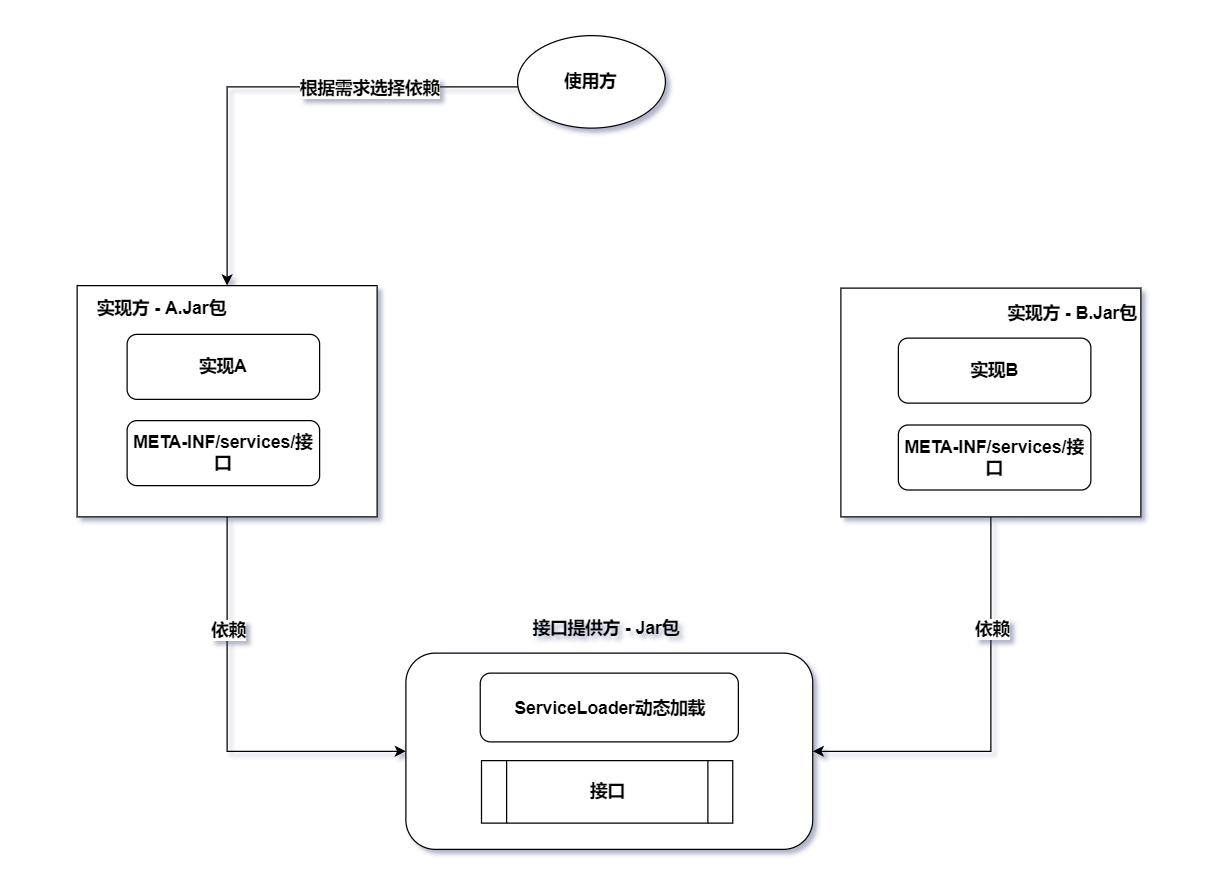 使用方
根据需求选择依赖
实现方 - A.Jar包
实现A
META-INF/services/接
口
实现方 - B.Jar包
实现B
META-INF/services/接
口
依赖
接口提供方 - Jar包
依赖
ServiceLoader动态加载
接口